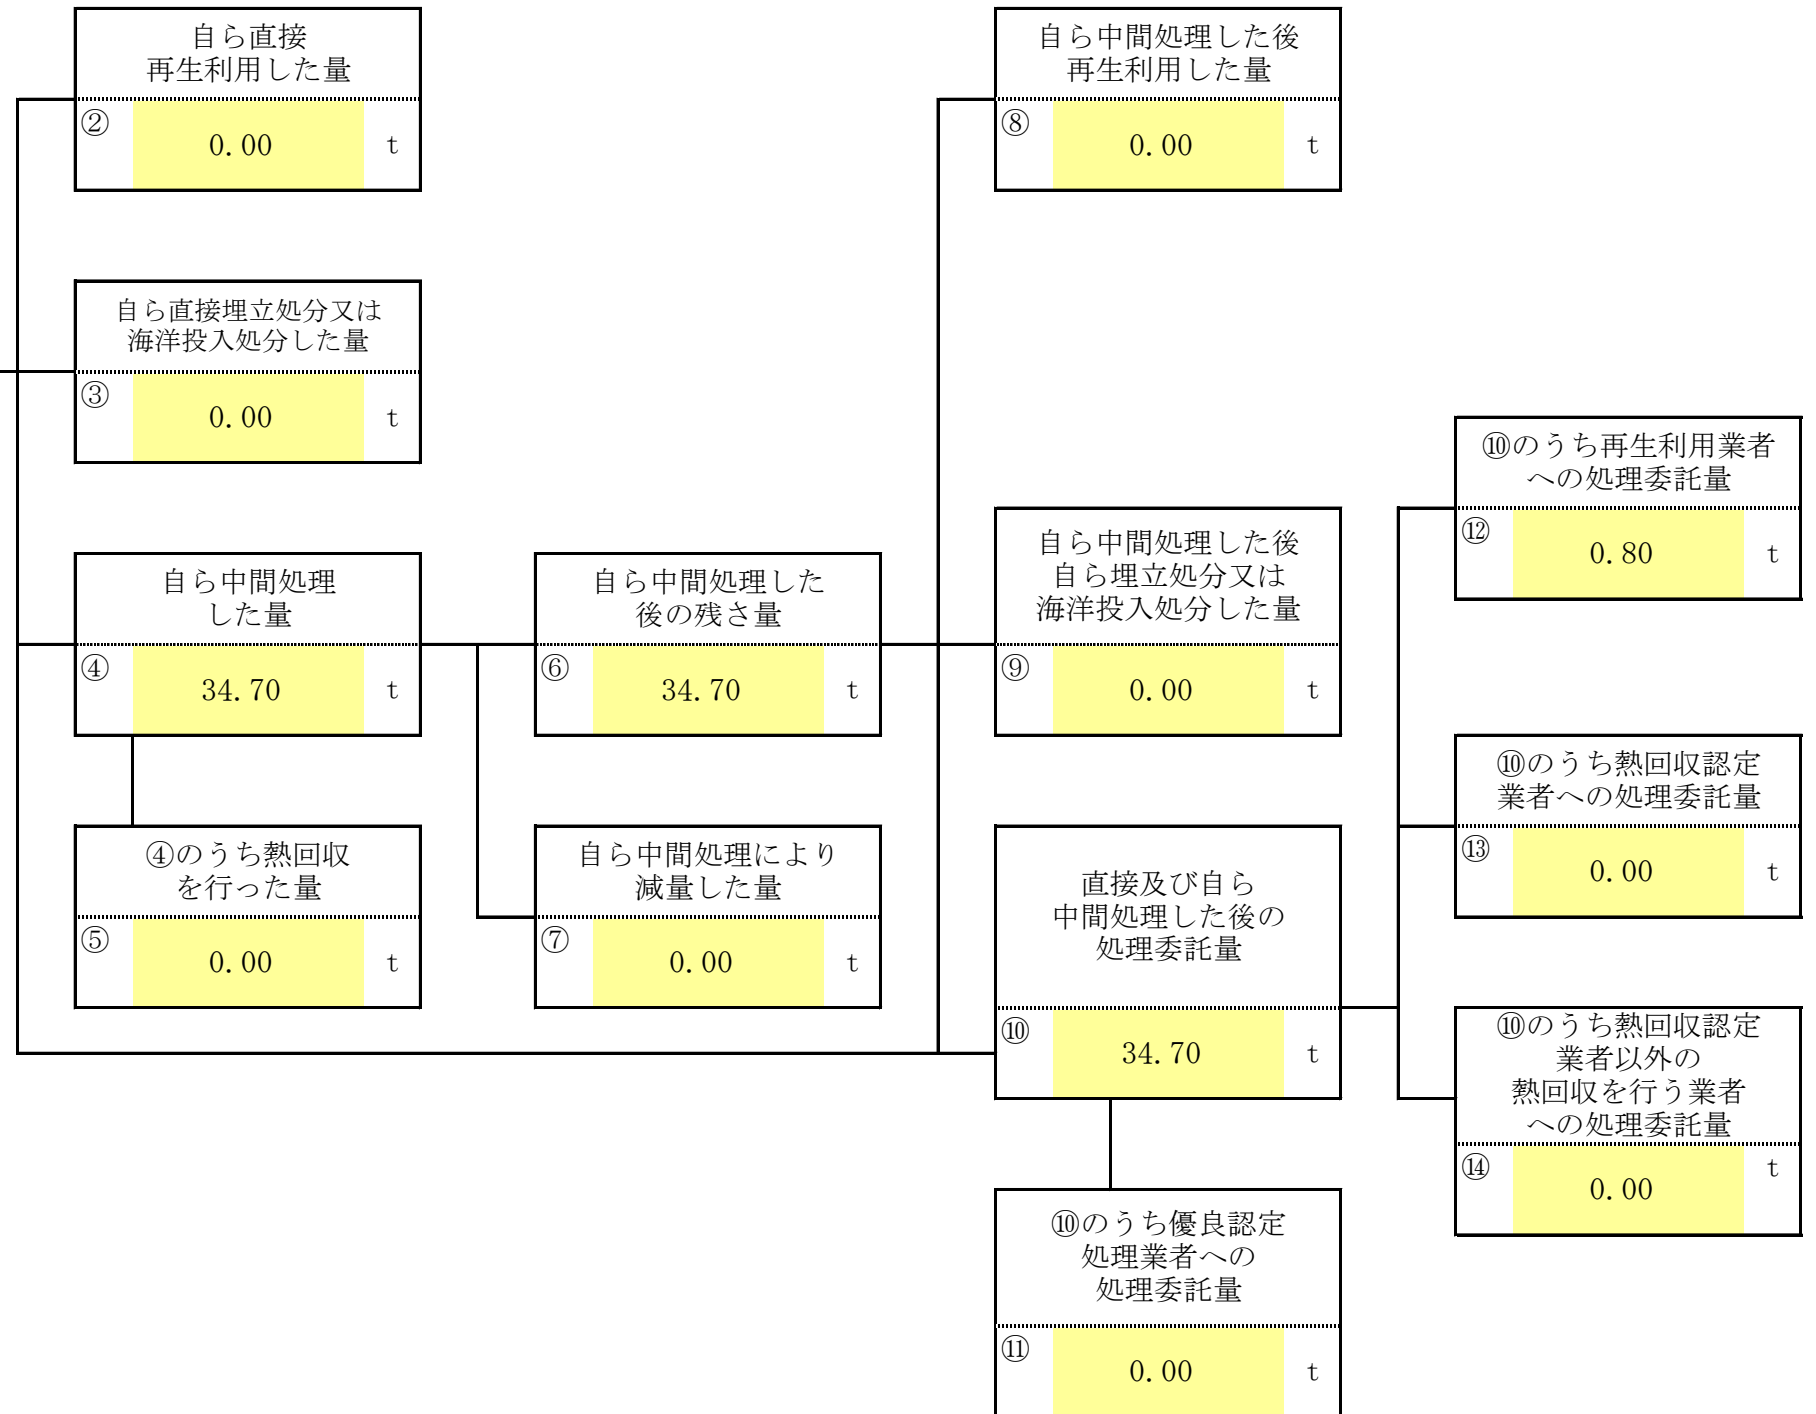 自ら直接
再生利用した量
②
0.00
t
自ら直接埋立処分又は
海洋投入処分した量
③
0.00
t
自ら中間処理
した量
④
34.70
t
④のうち熱回収
を行った量
⑤
0.00
t
自ら中間処理した
後の残さ量
⑥
34.70
t
自ら中間処理により
減量した量
⑦
0.00
t
自ら中間処理した後
再生利用した量
⑧
0.00
t
自ら中間処理した後
自ら埋立処分又は
海洋投入処分した量
⑨
0.00
t
直接及び自ら
中間処理した後の
処理委託量
⑩
34.70
t
⑩のうち優良認定
処理業者への
処理委託量
⑪
0.00
t
⑩のうち再生利用業者
への処理委託量
⑫
0.80
t
⑩のうち熱回収認定
業者への処理委託量
⑬
0.00
t
⑩のうち熱回収認定
業者以外の
熱回収を行う業者
への処理委託量
⑭
0.00
t